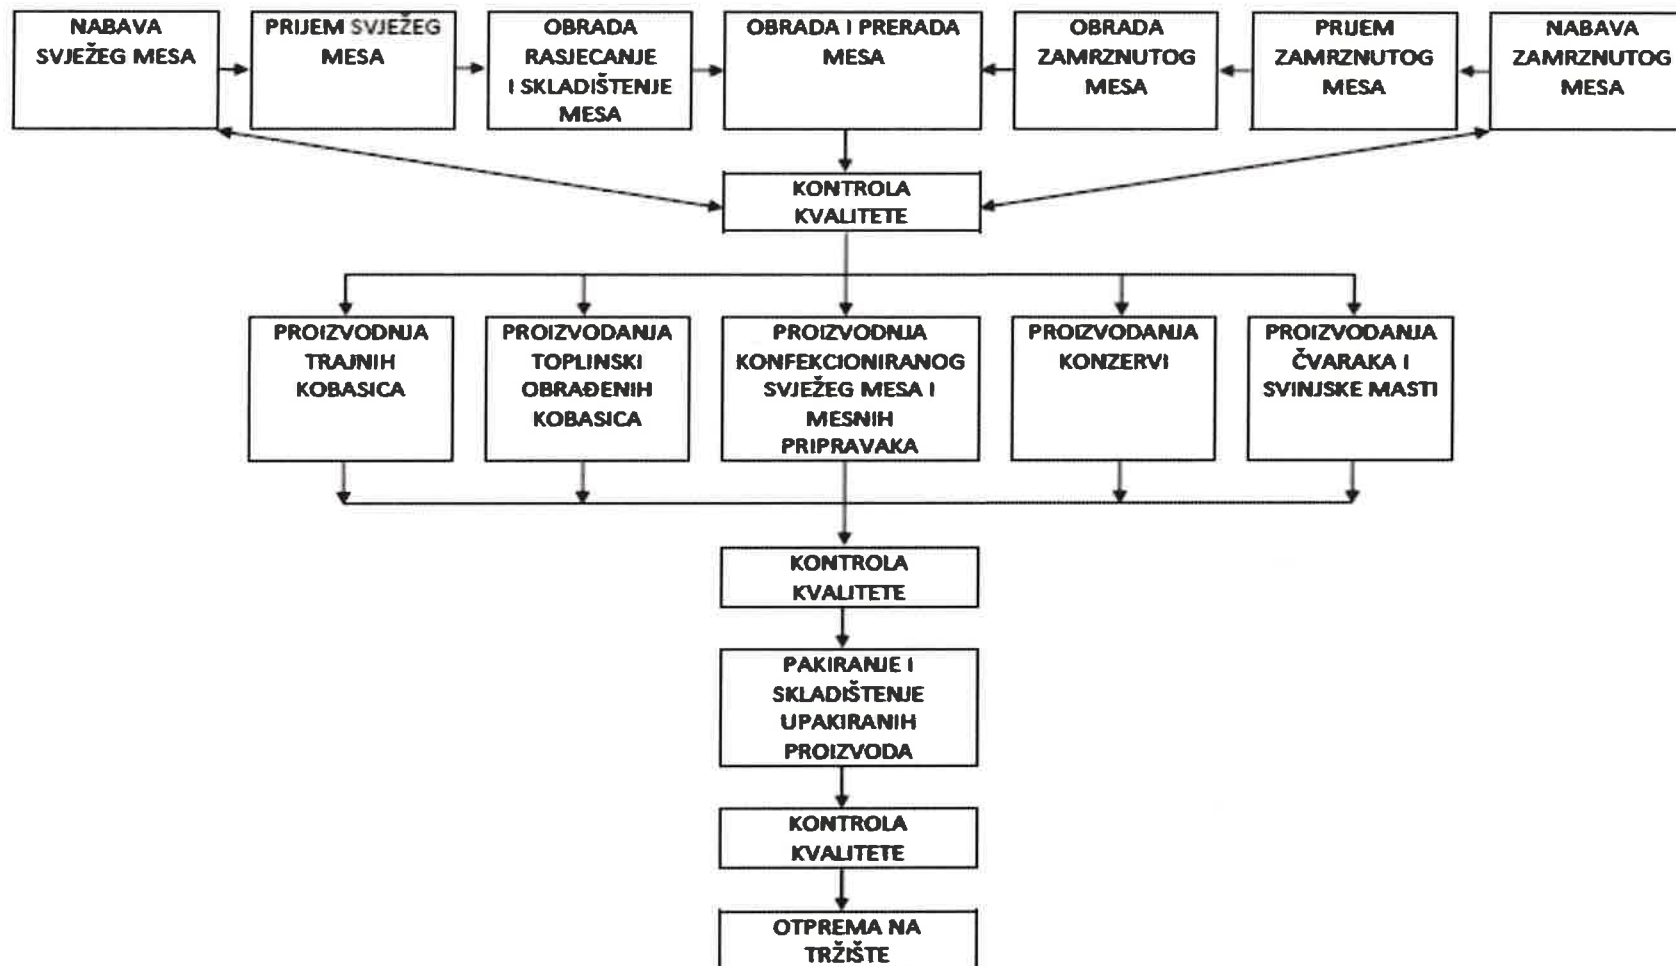 NABAVA
SVJEŽEG MESA
PRIJEM SVJEŽEG
MESA
OBRADA
RASJECANJE
I SKLADIŠTENJE
MESA
OBRADA I PRERADA
MESA
OBRADA
ZAMRZNUTOG
MESA
PRIJEM
ZAMRZNUTOG
MESA
NABAVA
ZAMRZNUTOG
MESA
KONTROLA
KVALITETE
PROIZVODNJA
TRAJNIH
KOBASICA
PROIZVODANJA
TOPLINSKI
OBRAĐENIH
KOBASICA
PROIZVODNJA
KONFEKCIONIRANOG
SVJEŽEG MESA I
MESNIH
PRIPRAVAKA
PROIZVODANJA
KONZERVI
PROIZVODANJA
ČVARAKA I
SVINJSKE MASTI
KONTROLA
KVALITETE
PAKIRANJE I
SKLADIŠTENJE
UPAKIRANIH
PROIZVODA
KONTROLA
KVALITETE
OTPREMA NA
TRŽIŠTE